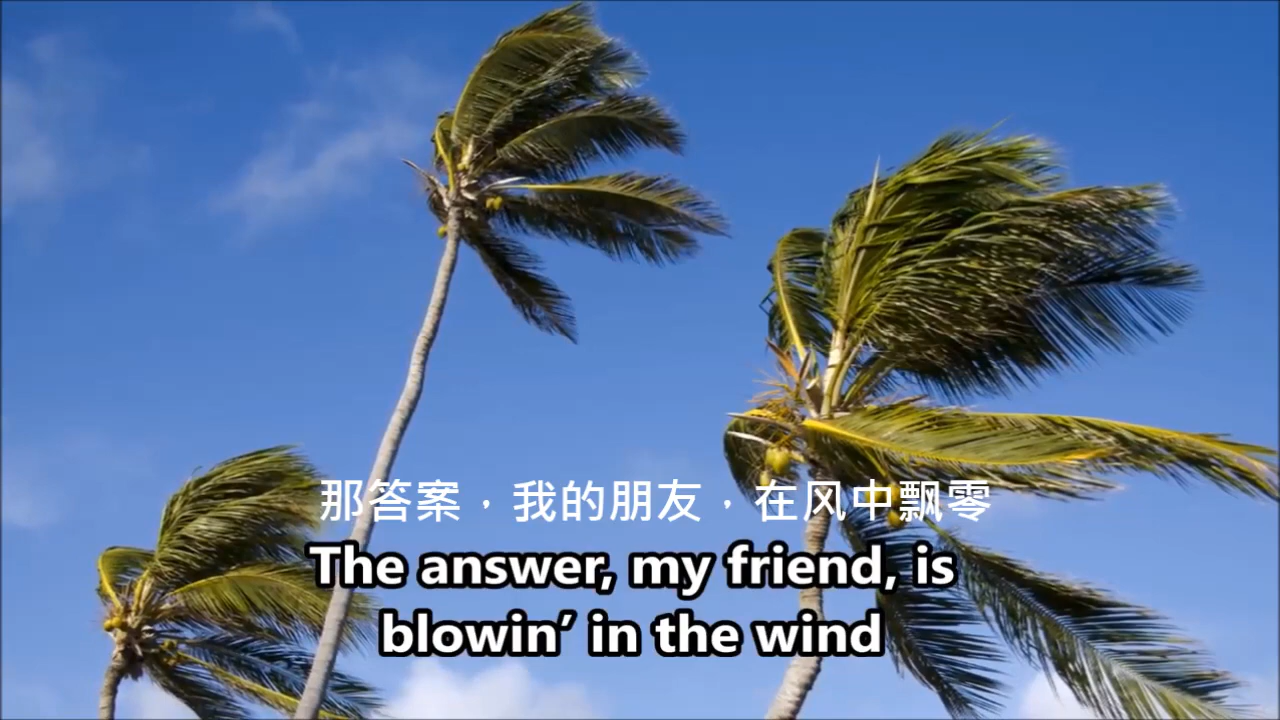 那答案，我的朋友，在风中飘零
The answer, my friend, is
blowin’ in the wind